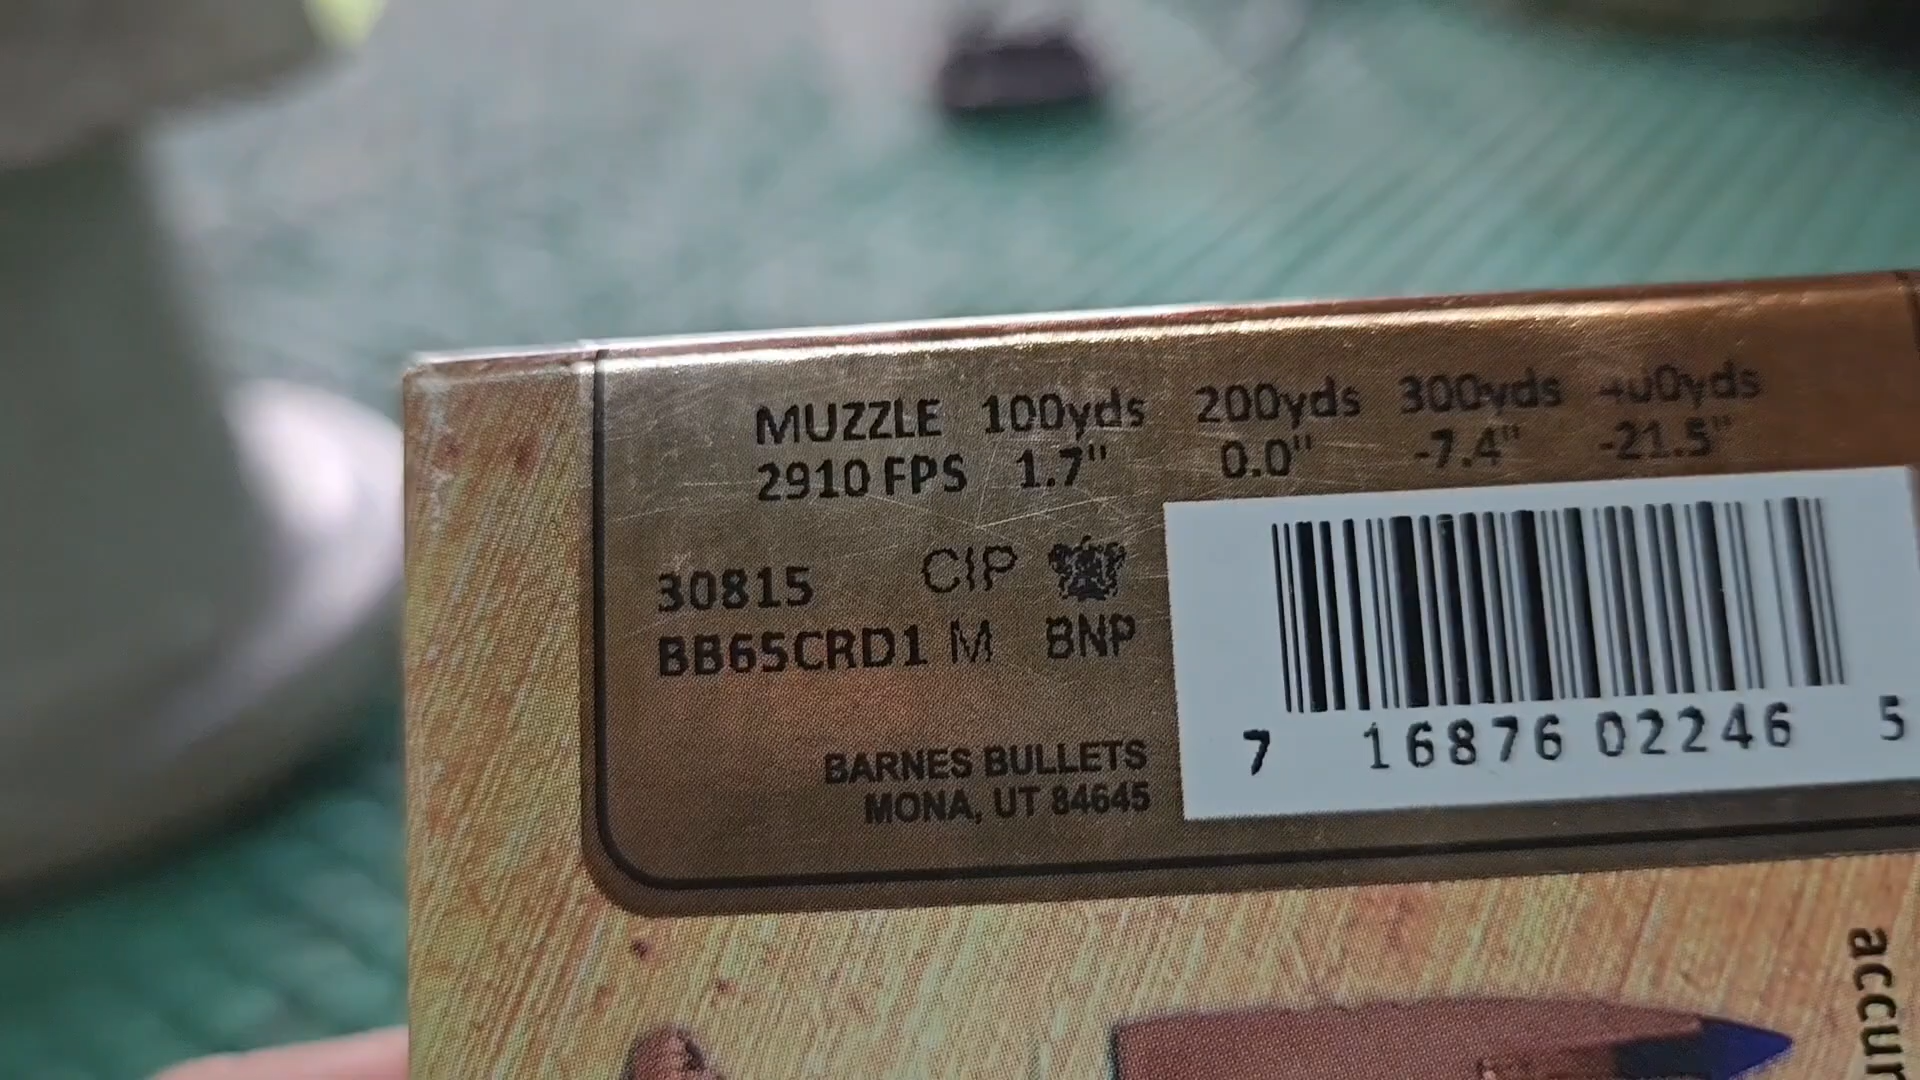 MUZZLE 100yds 200yds 300yds 400yds
2910 FPS 1.7" 0.0" -7.4" -21.5"
30815 CIP
BB65CRD1 M BNP
BARNES BULLETS
MONA, UT 84645
7 16876 02246 5
accur